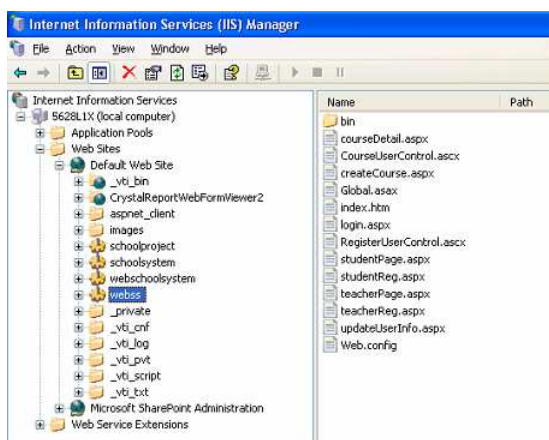 Internet Information Services (IIS) Manager
File Action View Window Help
Internet Information Services
5628L1X (local computer)
Application Pools
Web Sites
Default Web Site
_vti_bin
CrystalReportWebFormViewer2
aspnet_client
images
schoolproject
schoolsystem
webschoolsystem
webss
_private
_vti_cnf
_vti_log
_vti_pvt
_vti_script
_vti_txt
Microsoft SharePoint Administration
Web Service Extensions
Name Path
bin
courseDetail.aspx
CourseUserControl.ascx
createCourse.aspx
Global.asax
index.htm
login.aspx
RegisterUserControl.ascx
studentPage.aspx
studentReg.aspx
teacherPage.aspx
teacherReg.aspx
updateUserInfo.aspx
Web.config